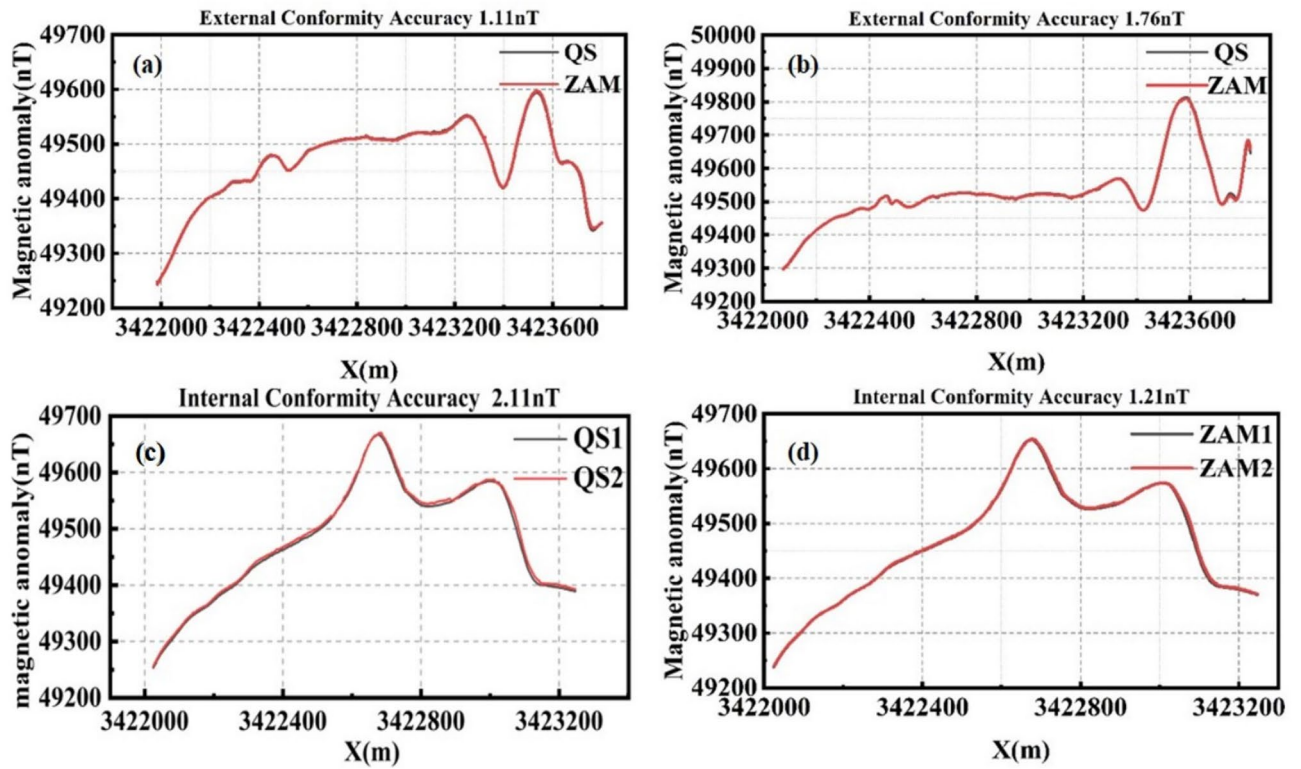 External Conformity Accuracy 1.11nT
(a)
QS
ZAM
Magnetic anomaly(nT)
49700
49600
49500
49400
49300
49200
3422000 3422400 3422800 3423200 3423600
X(m)
External Conformity Accuracy 1.76nT
(b)
QS
ZAM
Magnetic anomaly(nT)
50000
49900
49800
49700
49600
49500
49400
49300
49200
3422000 3422400 3422800 3423200 3423600
X(m)
Internal Conformity Accuracy 2.11nT
(c)
QS1
QS2
magnetic anomaly(nT)
49700
49600
49500
49400
49300
49200
3422000 3422400 3422800 3423200
X(m)
Internal Conformity Accuracy 1.21nT
(d)
ZAM1
ZAM2
Magnetic anomaly(nT)
49700
49600
49500
49400
49300
49200
3422000 3422400 3422800 3423200
X(m)